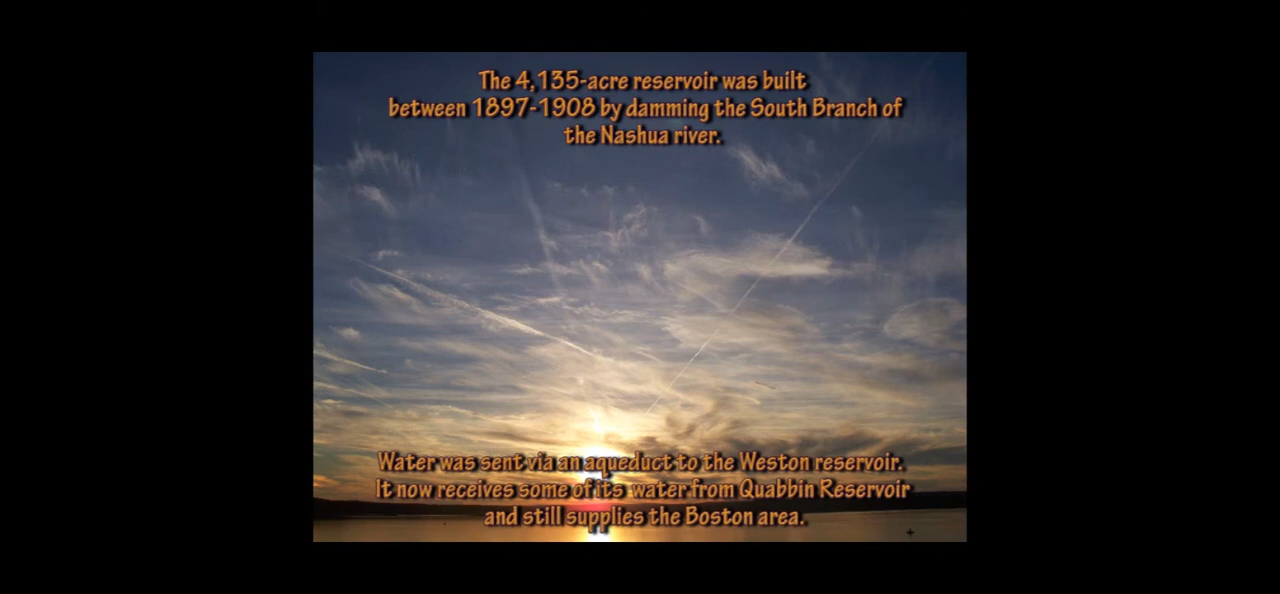 The 4,135-acre reservoir was built
between 1897-1908 by damming the South Branch of
the Nashua river.
Water was sent via an aqueduct to the Weston reservoir.
It now receives some of its water from Quabbin Reservoir
and still supplies the Boston area.